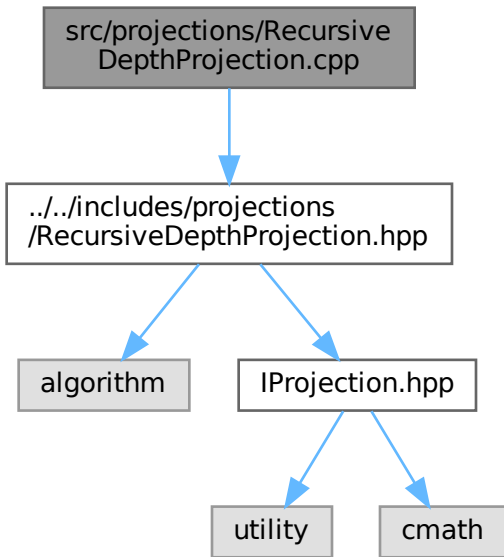 src/projections/Recursive
DepthProjection.cpp
../../includes/projections
/RecursiveDepthProjection.hpp
algorithm
IProjection.hpp
utility
cmath